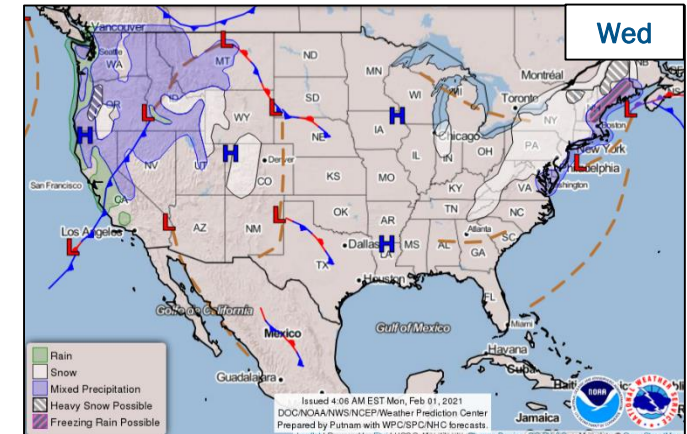 Wed
Vancouver
Seattle
WA
MT
ND
MN
Montréal
NB
OR
ID
SD
WI
MI
Toronto
NY
Boston
WY
NE
IA
Chicago
PA
New York
Philadelphia
NV
UT
Denver
CO
KS
MO
IL
IN
OH
KY
VA
Washington
San Francisco
CA
Los Angeles
AZ
NM
OK
AR
TN
NC
SC
Atlanta
Dallas
TX
LA
MS
AL
GA
Houston
FL
Golfo de California
México
Gulf of Mexico
Miami
Havana
Cuba
Guadalajara
Jamaica
H
H
H
H
L
L
L
L
L
L
L
L
Rain
Snow
Mixed Precipitation
Heavy Snow Possible
Freezing Rain Possible
Issued 4:06 AM EST Mon, Feb 01, 2021
DOC/NOAA/NWS/NCEP/Weather Prediction Center
Prepared by Putnam with WPC/SPC/NHC forecasts.
NOAA